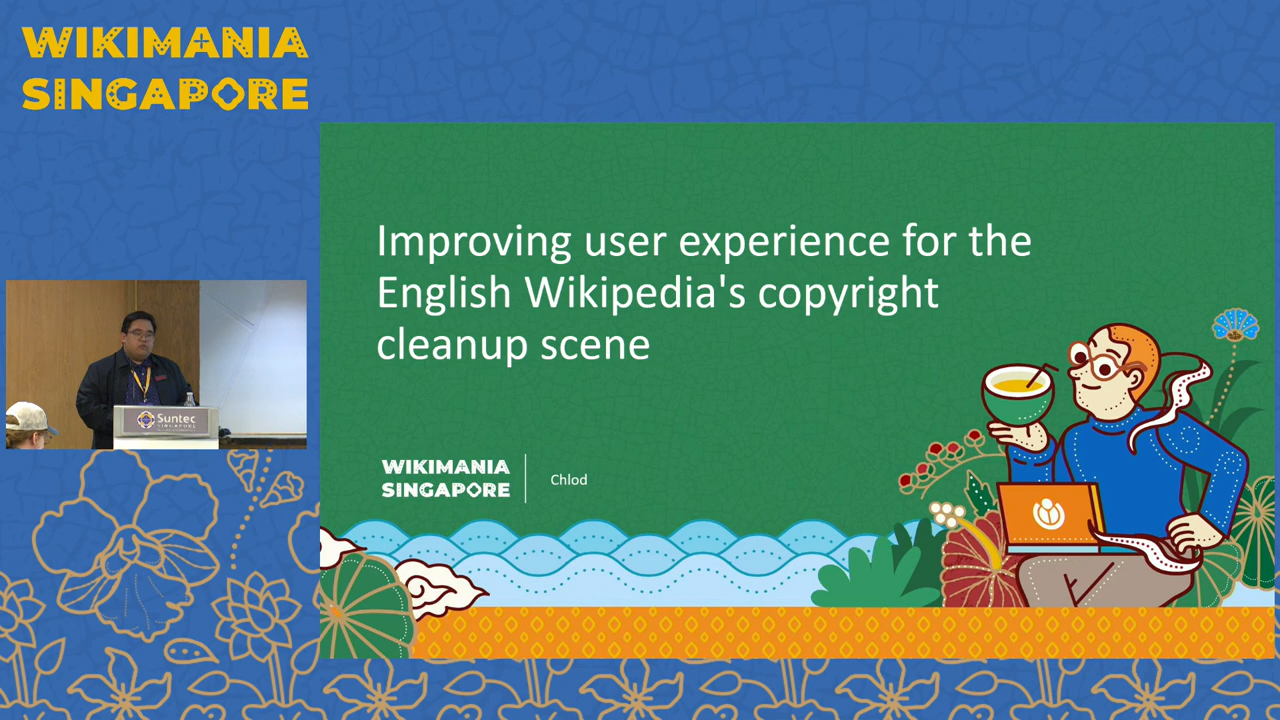 WIKIMANIA
SINGAPORE
Improving user experience for the
English Wikipedia's copyright
cleanup scene
WIKIMANIA
SINGAPORE
Chlod
Suntec
SINGAPORE